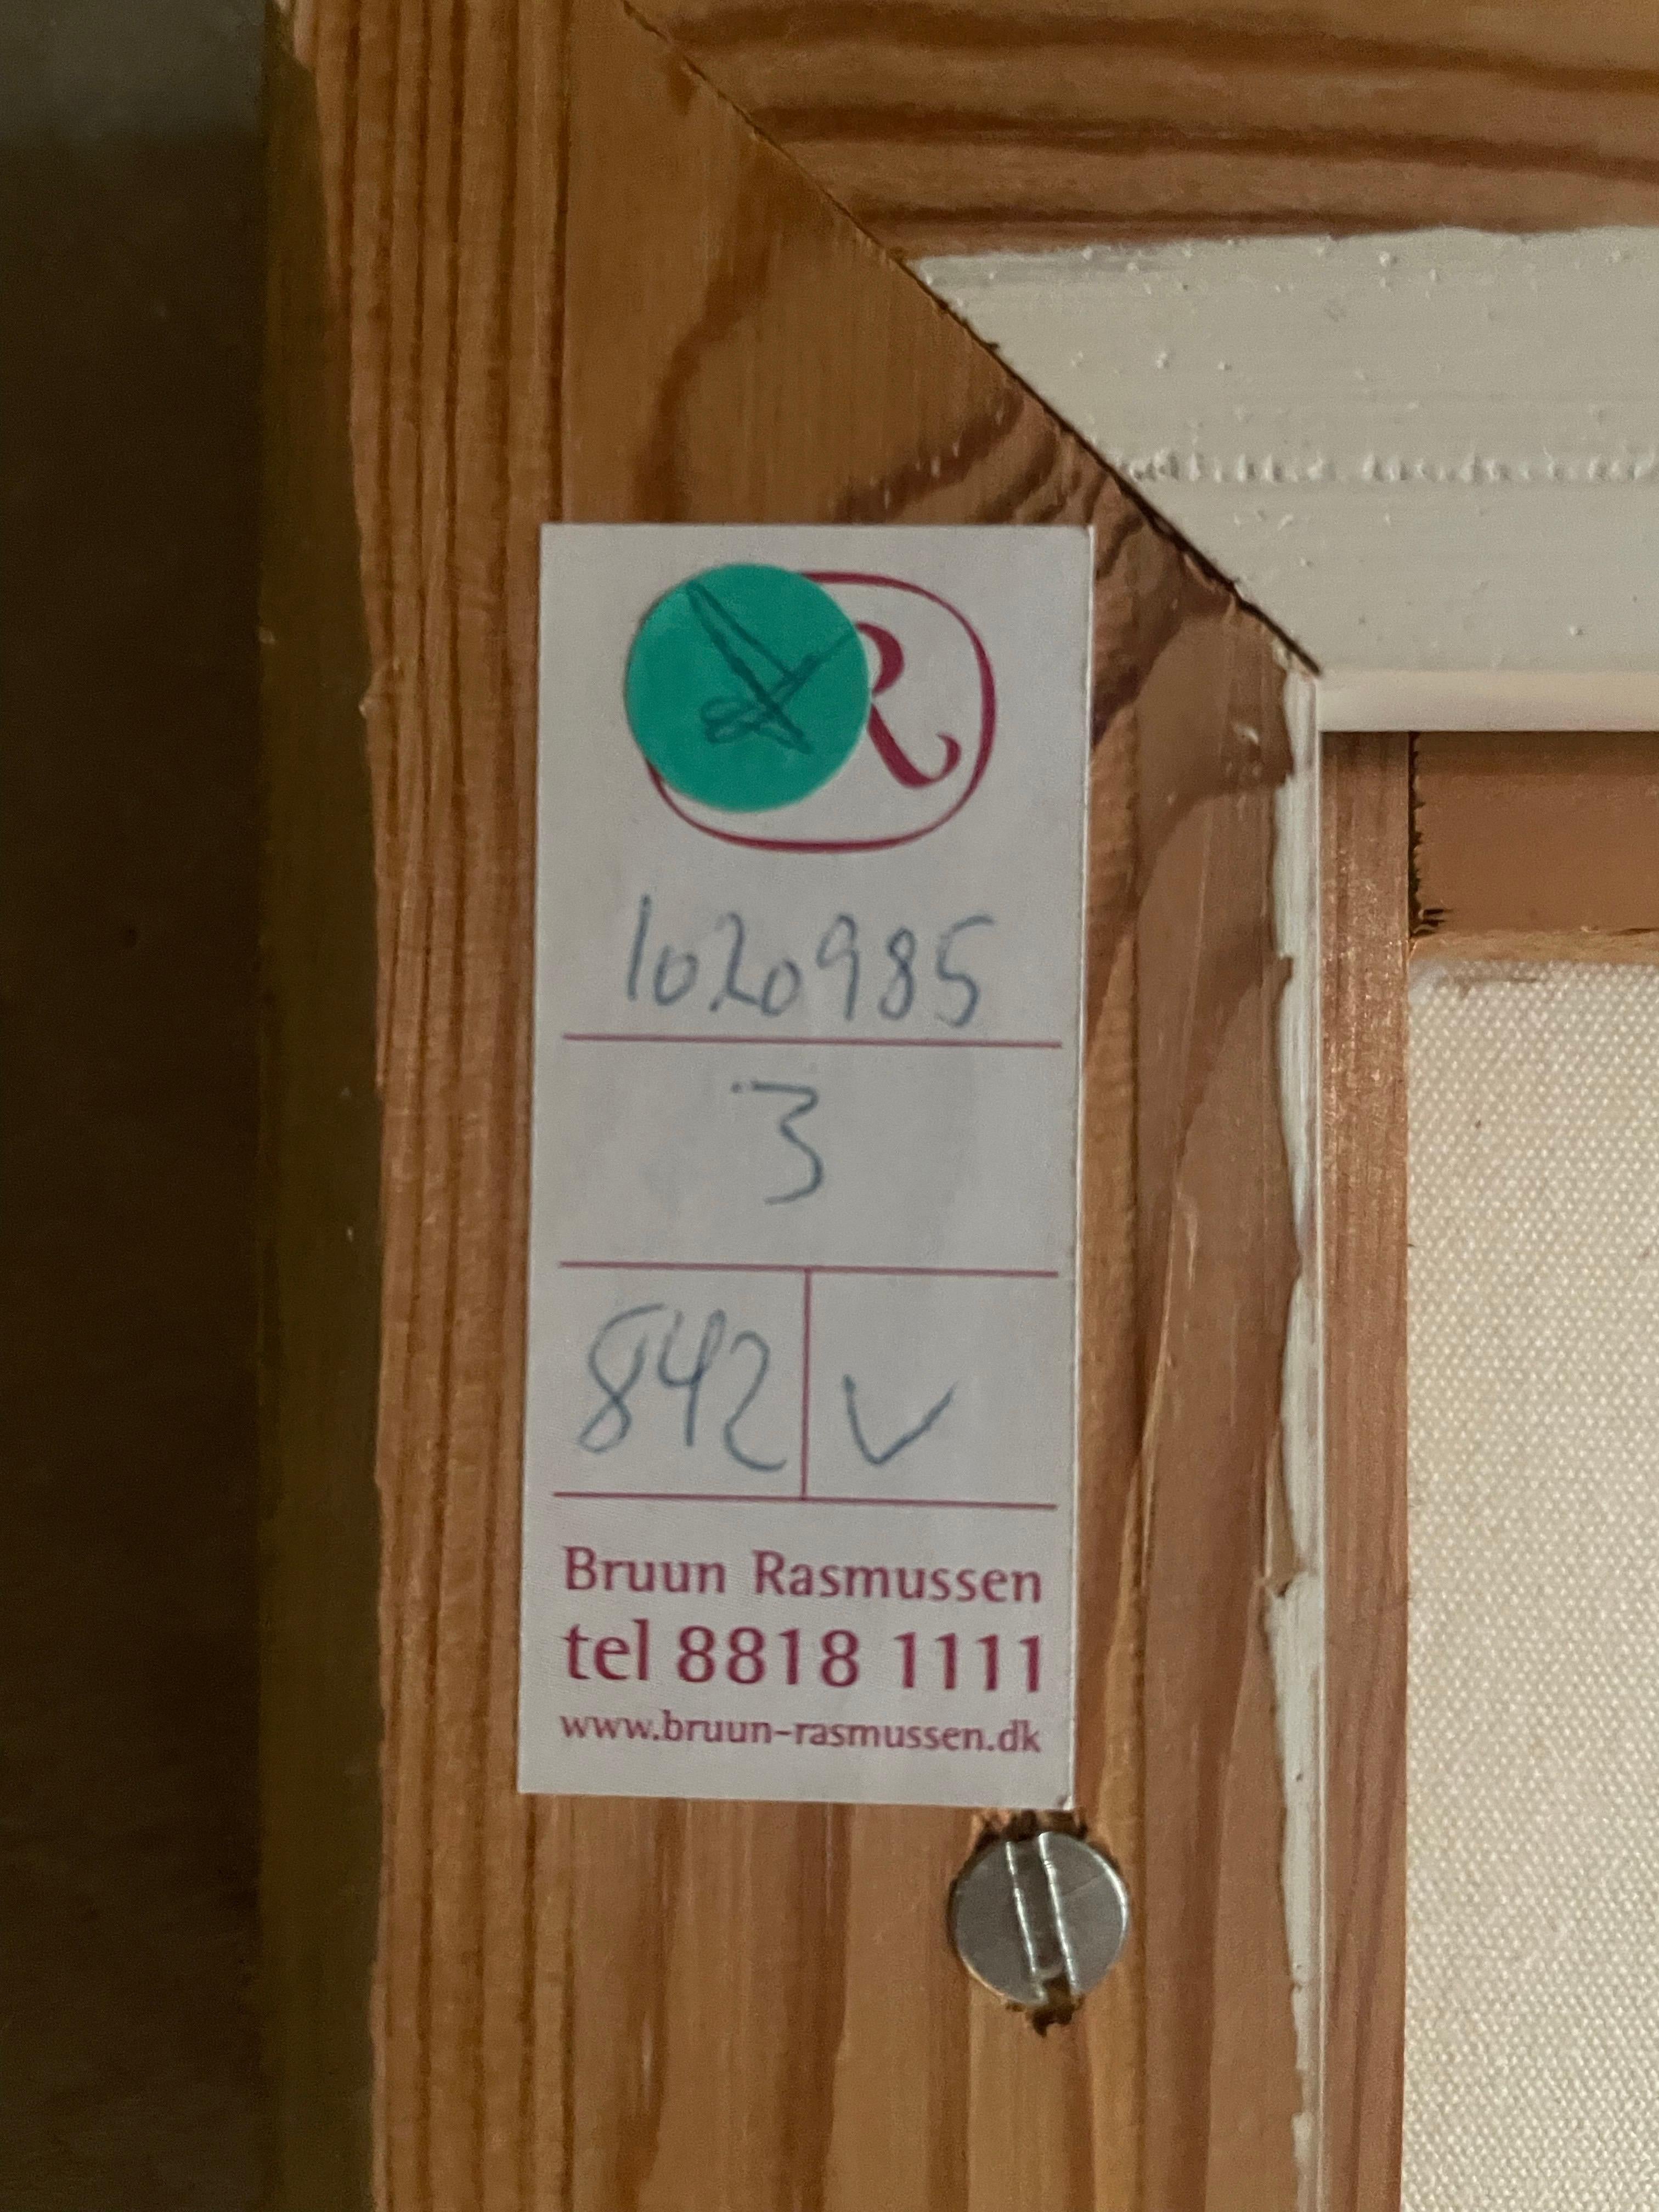 R
1020985
3
842 V
Bruun Rasmussen
tel 8818 1111
www.bruun-rasmussen.dk